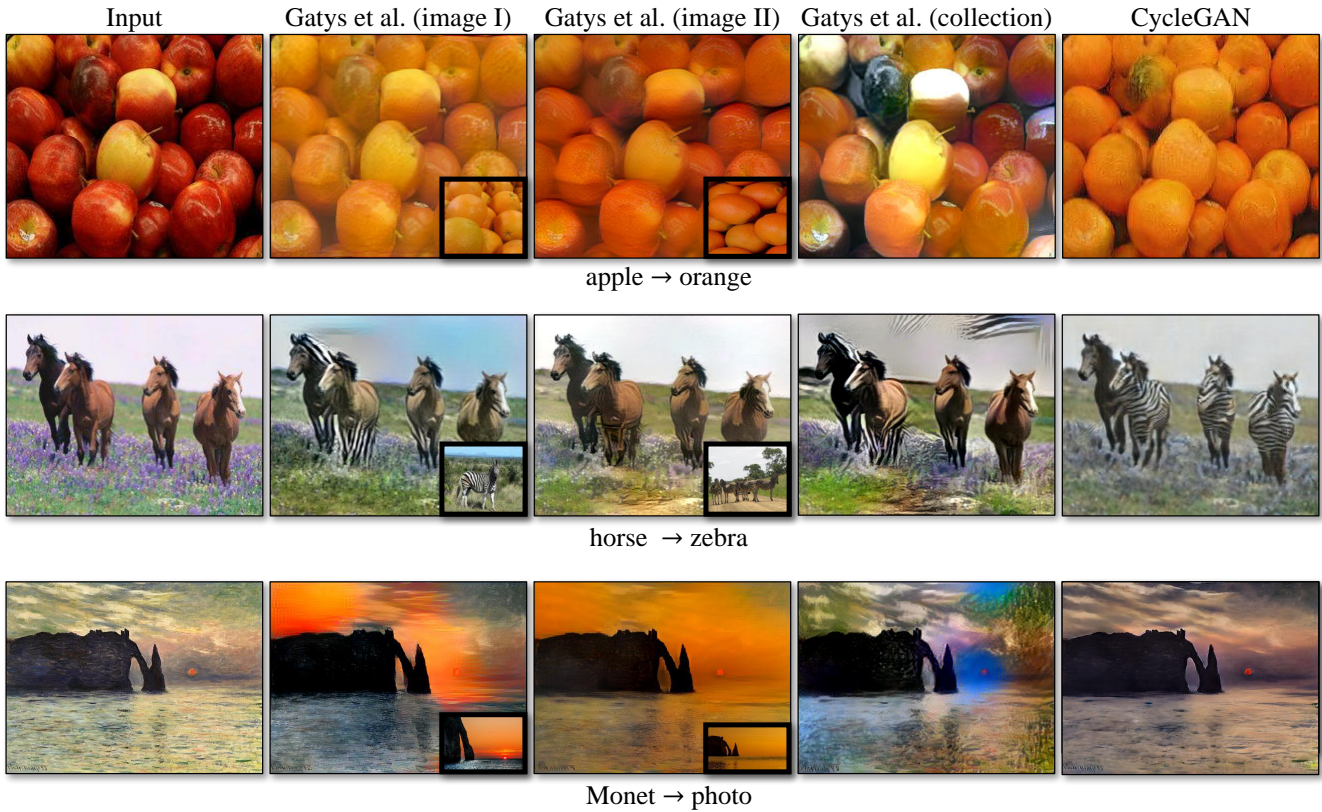 Input Gatys et al. (image I) Gatys et al. (image II) Gatys et al. (collection) CycleGAN
apple → orange
horse → zebra
Monet → photo